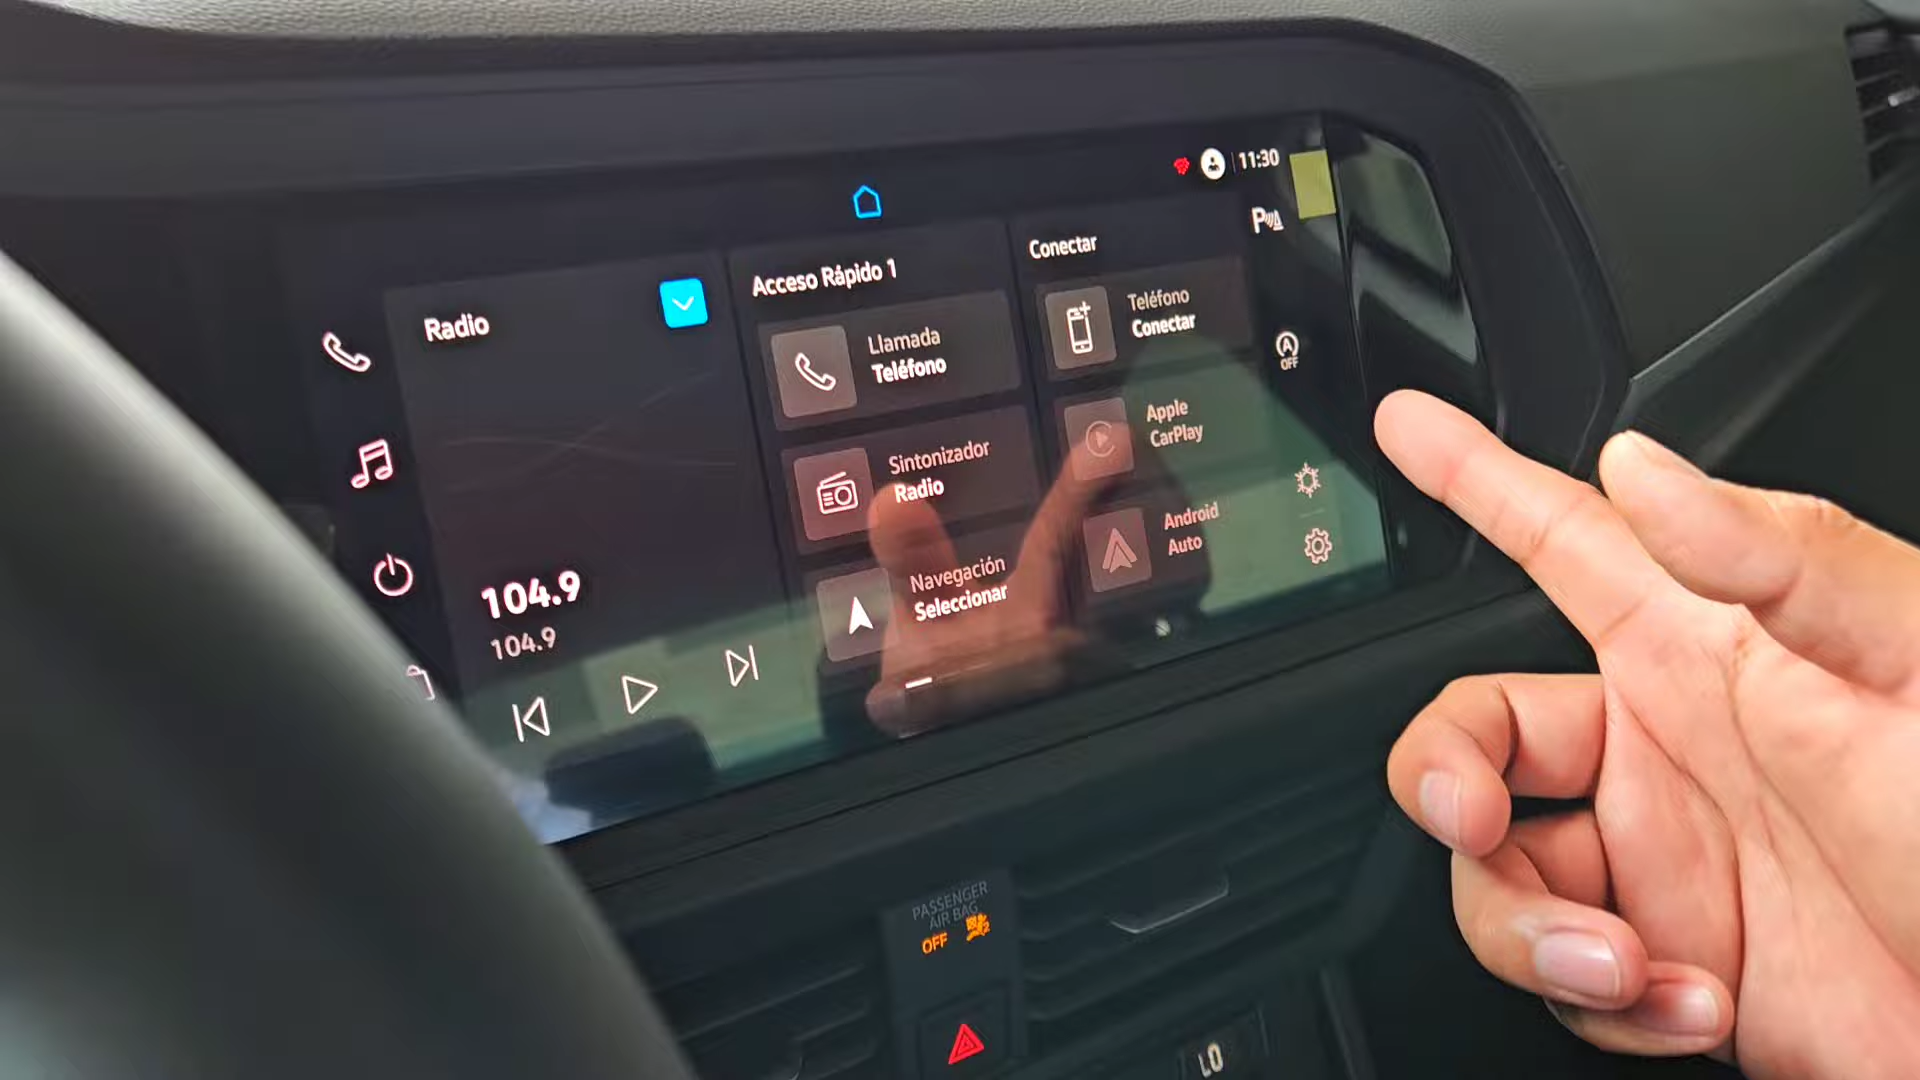 11:30
P
Radio
Acceso Rápido 1
Conectar
Llamada
Teléfono
Teléfono
Conectar
A
OFF
Sintonizador
Radio
Apple
CarPlay
Navegación
Seleccionar
Android
Auto
104.9
104.9
PASSENGER
AIR BAG
OFF
LO